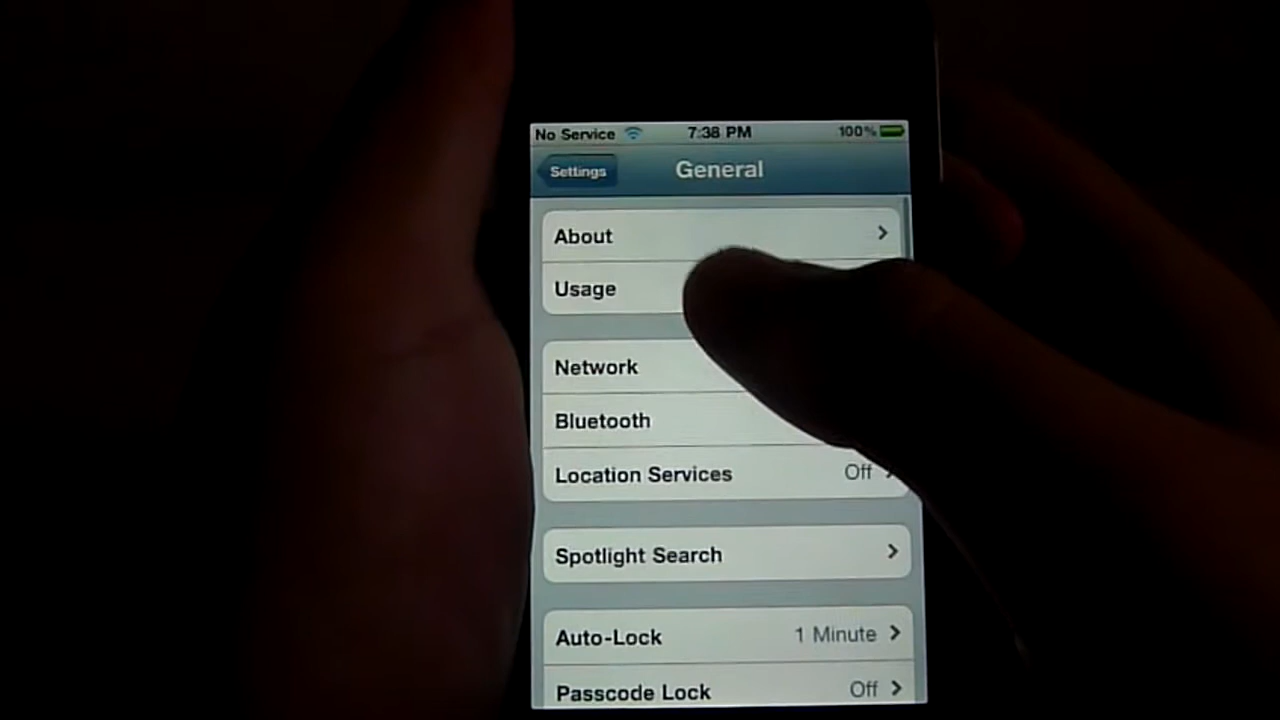 No Service 7:38 PM 100%
Settings General
About
Usage
Network
Bluetooth
Location Services Off
Spotlight Search
Auto-Lock 1 Minute
Passcode Lock Off